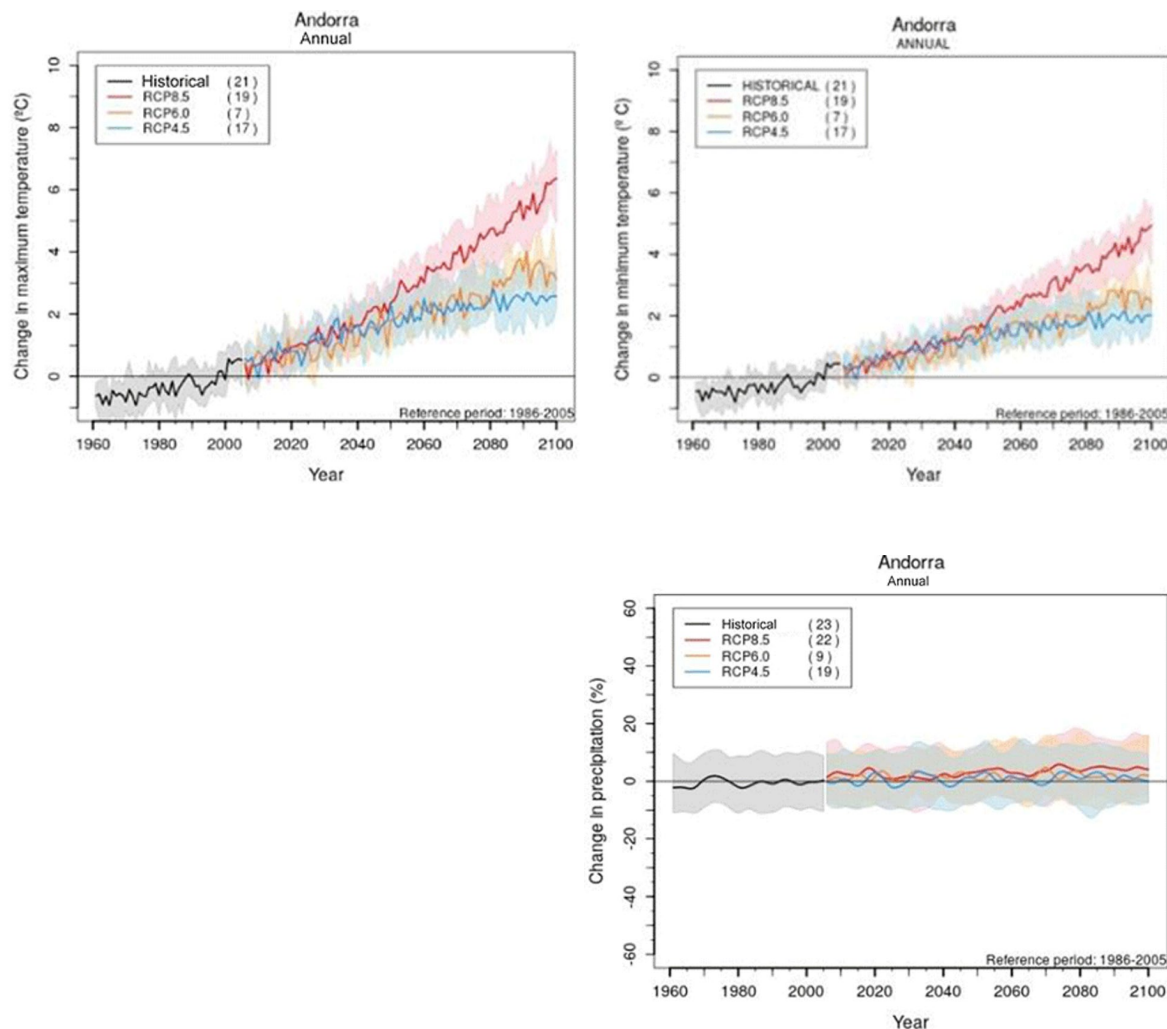 Andorra
Annual
Change in maximum temperature (ºC)
10
8
6
4
2
0
Historical (21)
RCP8.5 (19)
RCP6.0 (7)
RCP4.5 (17)
Reference period: 1986-2005
1960 1980 2000 2020 2040 2060 2080 2100
Year
Andorra
ANNUAL
Change in minimum temperature (º C)
10
8
6
4
2
0
HISTORICAL (21)
RCP8.5 (19)
RCP6.0 (7)
RCP4.5 (17)
Reference period: 1986-2005
1960 1980 2000 2020 2040 2060 2080 2100
Year
Andorra
Annual
Change in precipitation (%)
60
40
20
0
-20
-40
-60
Historical (23)
RCP8.5 (22)
RCP6.0 (9)
RCP4.5 (19)
Reference period: 1986-2005
1960 1980 2000 2020 2040 2060 2080 2100
Year